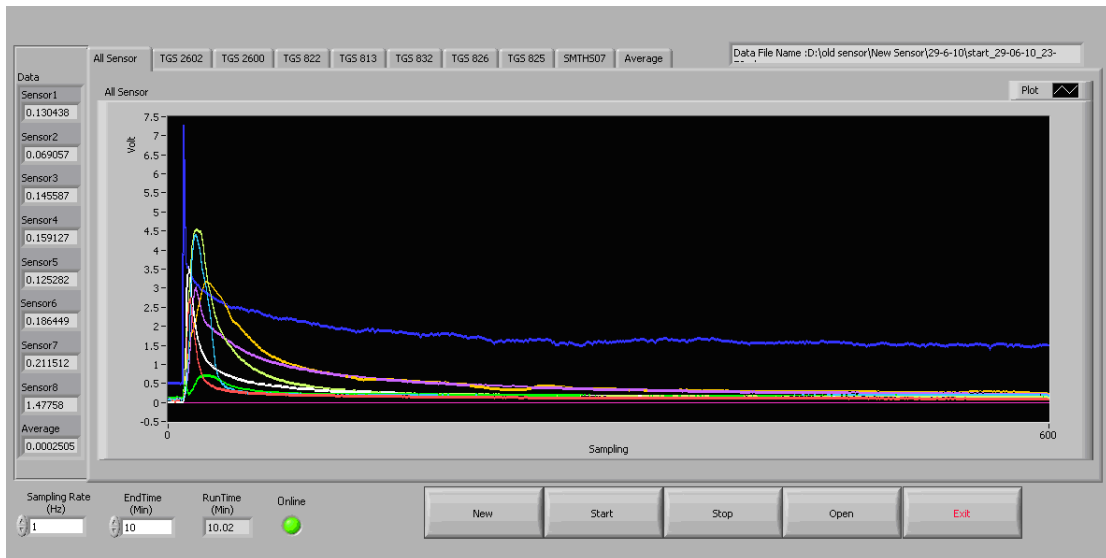 All Sensor TGS 2602 TGS 2600 TGS 822 TGS 813 TGS 832 TGS 826 TGS 825 SMTH507 Average
Data File Name :D:\old sensor\New Sensor\29-6-10\start_29-06-10_23-
Data
Sensor1
0.130438
Sensor2
0.069057
Sensor3
0.145587
Sensor4
0.159127
Sensor5
0.125282
Sensor6
0.186449
Sensor7
0.211512
Sensor8
1.47758
Average
0.0002505
All Sensor
Plot
Volt
7.5
7
6.5
6
5.5
5
4.5
4
3.5
3
2.5
2
1.5
1
0.5
0
-0.5
0 600
Sampling
Sampling Rate (Hz)
1
EndTime (Min)
10
RunTime (Min)
10.02
Online
New Start Stop Open Exit